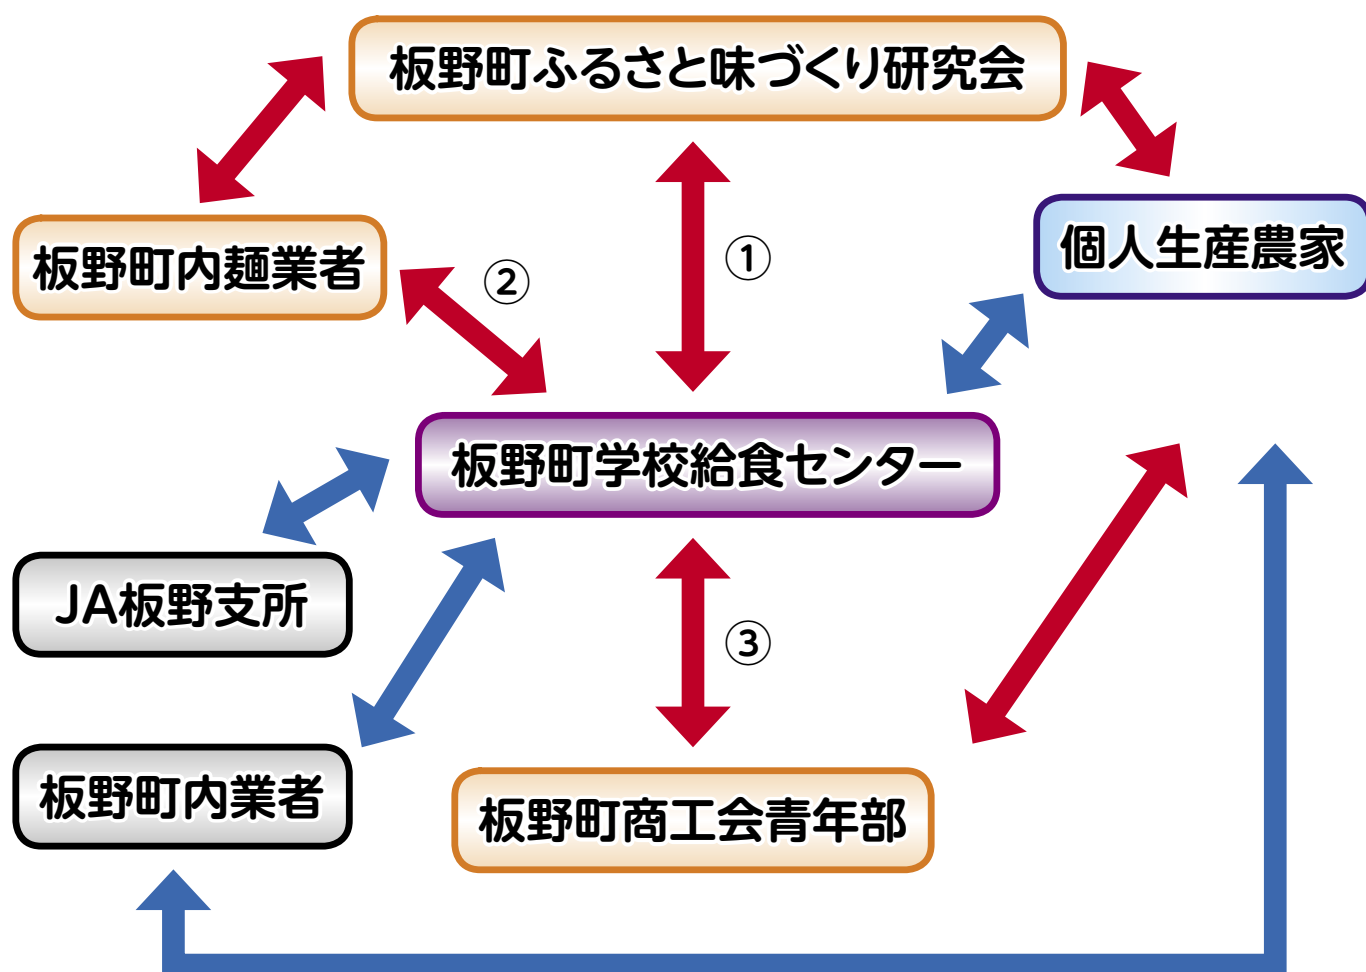 板野町ふるさと味づくり研究会
板野町内麺業者
②
①
個人生産農家
板野町学校給食センター
JA板野支所
③
板野町内業者
板野町商工会青年部